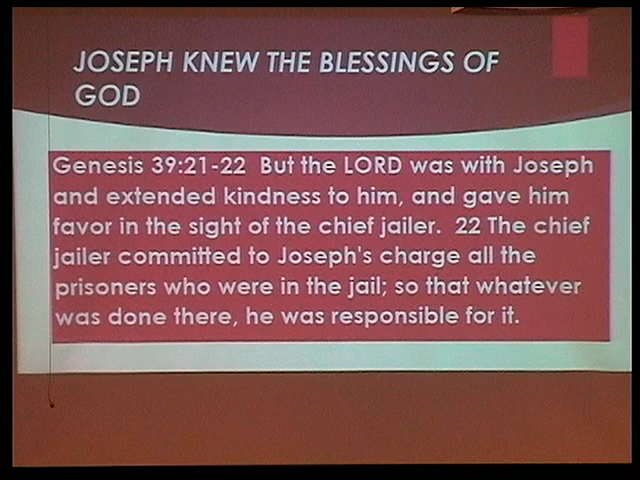 JOSEPH KNEW THE BLESSINGS OF
GOD
Genesis 39:21-22 But the LORD was with Joseph
and extended kindness to him, and gave him
favor in the sight of the chief jailer. 22 The chief
jailer committed to Joseph's charge all the
prisoners who were in the jail; so that whatever
was done there, he was responsible for it.